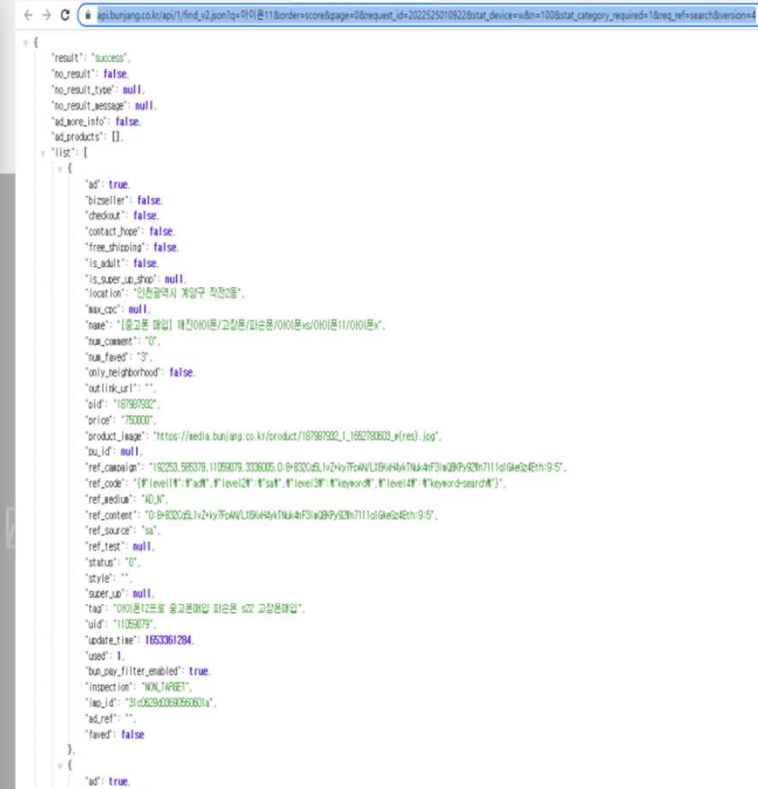 api.bunjang.co.kr/api/1/find_v2.json?q=아이폰11&order=score&page=0&request_id=2022525010922&stat_device=w&n=100&stat_category_required=1&req_ref=search&version=4
{
"result": "success",
"no_result": false,
"no_result_type": null,
"no_result_message": null,
"ad_more_info": false,
"ad_products": [],
"list": [
{
"ad": true,
"bizseller": false,
"checkout": false,
"contact_hope": false,
"free_shipping": false,
"is_adult": false,
"is_super_up_shop": null,
"location": "인천광역시 계양구 작전2동",
"max_cpc": null,
"name": "[중고폰 매입] 깨진아이폰/고장폰/파손폰/아이폰xs/아이폰11/아이폰x",
"num_comment": "0",
"num_faved": "3",
"only_neighborhood": false,
"outlink_url": "",
"pid": "187987932",
"price": "750000",
"product_image": "https://media.bunjang.co.kr/product/187987932_1_1652780603_w{res}.jpg",
"pu_id": null,
"ref_campaign":
"ref_code": "{₩"level1₩":₩"ad₩",₩"level2₩":₩"sa₩",₩"level3₩":₩"keyword₩",₩"level4₩":₩"keyword-search₩"}",
"ref_medium": "AD_N",
"ref_content":
"ref_source": "sa",
"ref_test": null,
"status": "0",
"style": "",
"super_up": null,
"tag": "아이폰12프로 중고폰매입 파손폰 s22 고장폰매입",
"uid": "11059079",
"update_time": 1653361284,
"used": 1,
"bun_pay_filter_enabled": true,
"inspection": "NON_TARGET",
"imp_id":
"ad_ref": "",
"faved": false
},
{
"ad": true,